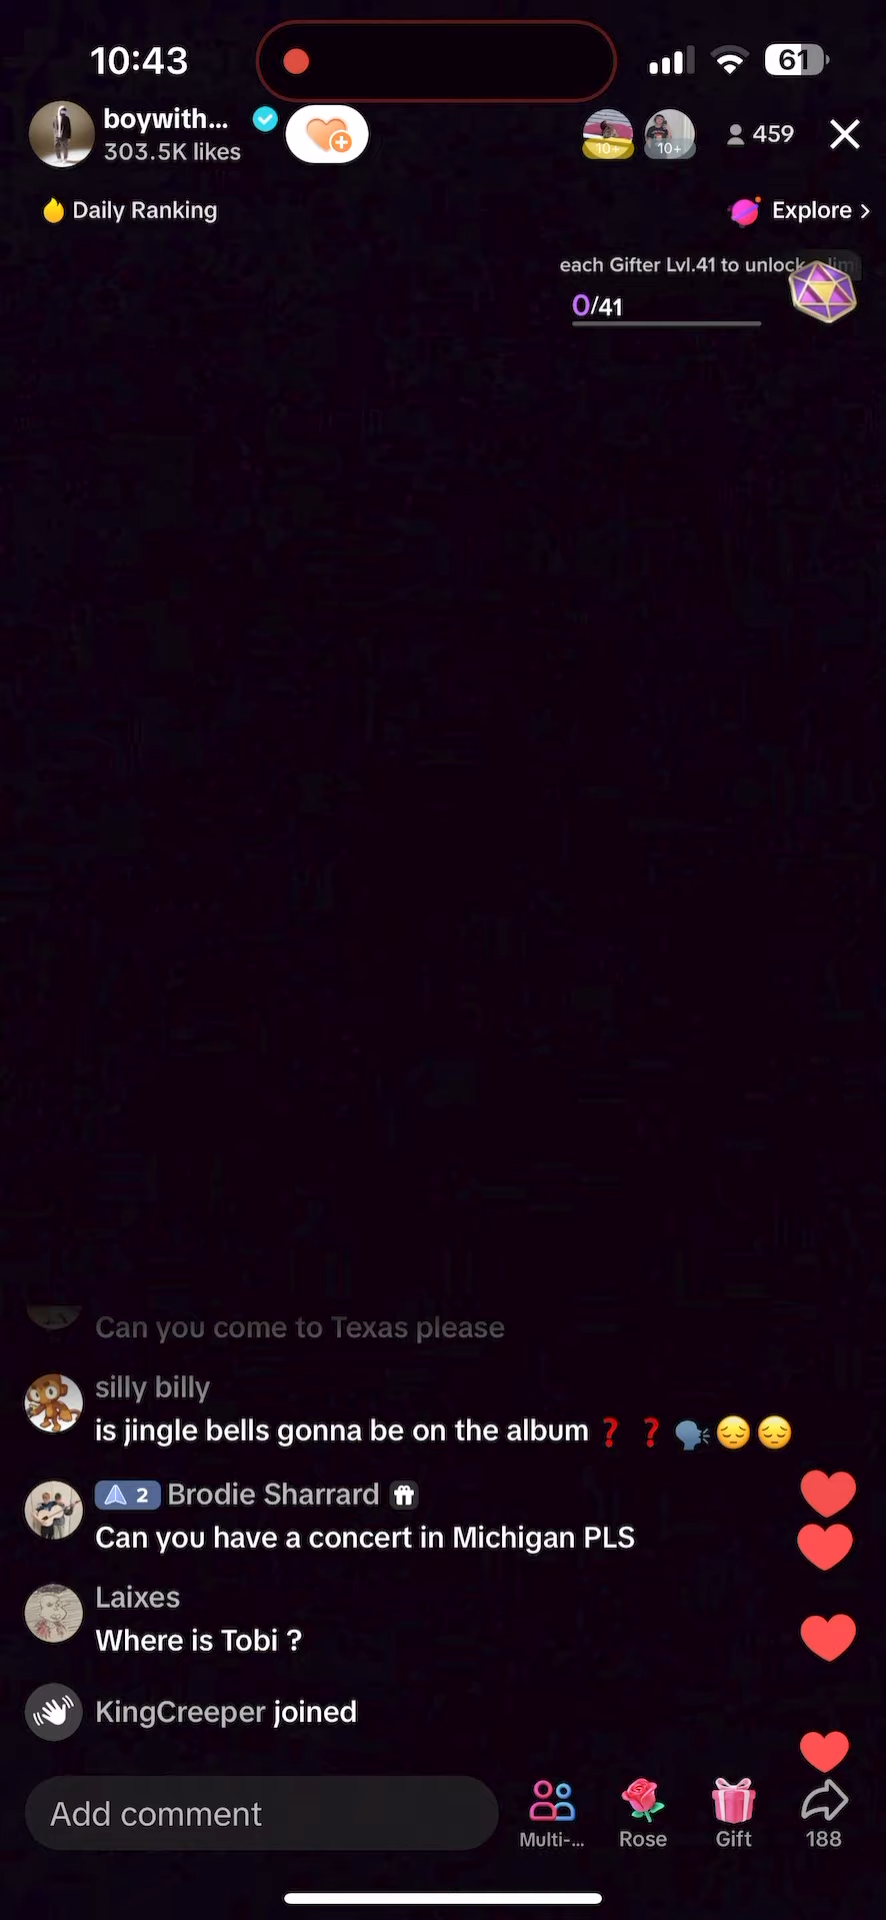 10:43
61
boywith...
303.5K likes
10+
10+
459
Daily Ranking
Explore >
each Gifter Lvl.41 to unlock
0/41
Can you come to Texas please
silly billy
is jingle bells gonna be on the album❓ ❓ 🗣️😔😔
2 Brodie Sharrard
Can you have a concert in Michigan PLS
Laixes
Where is Tobi ?
KingCreeper joined
Add comment
Multi-...
Rose
Gift
188